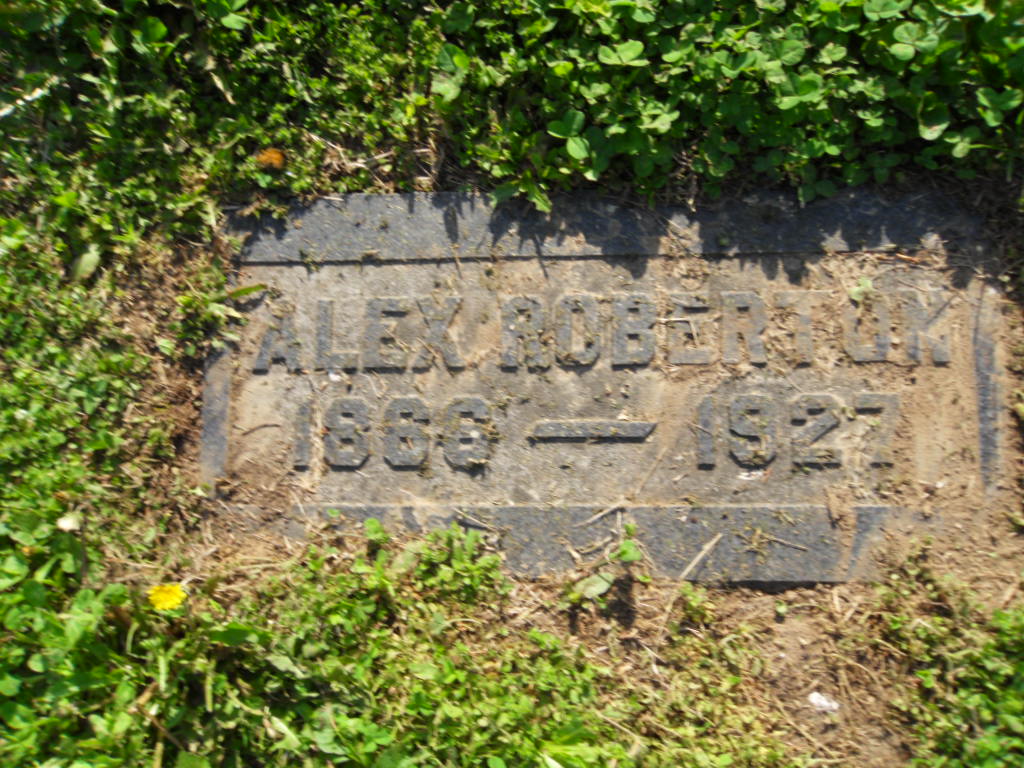 ALEX ROBERTON
1866 — 1927